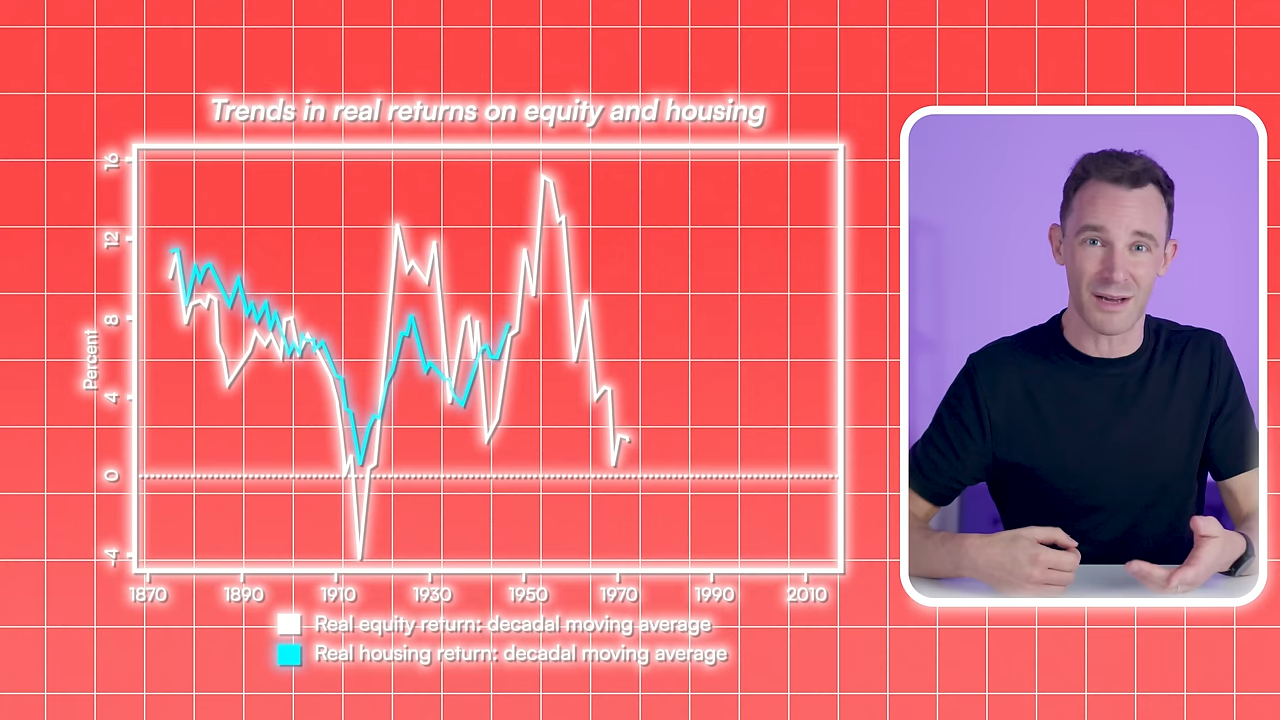 Trends in real returns on equity and housing
Percent
16
12
8
4
0
-4
1870 1890 1910 1930 1950 1970 1990 2010
Real equity return: decadal moving average
Real housing return: decadal moving average